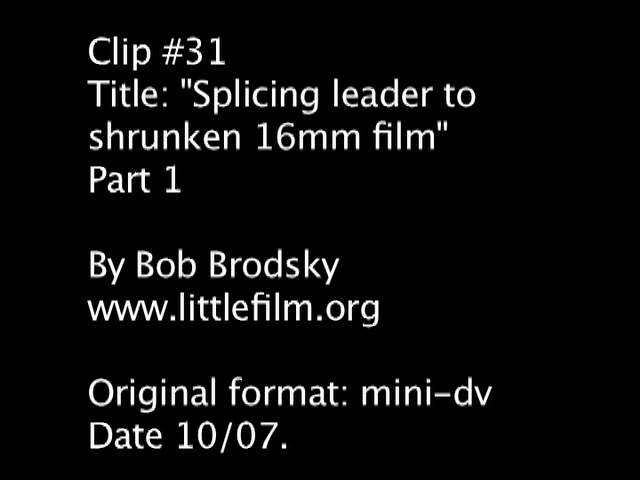 Clip #31
Title: "Splicing leader to
shrunken 16mm film"
Part 1
By Bob Brodsky
www.littlefilm.org
Original format: mini-dv
Date 10/07.